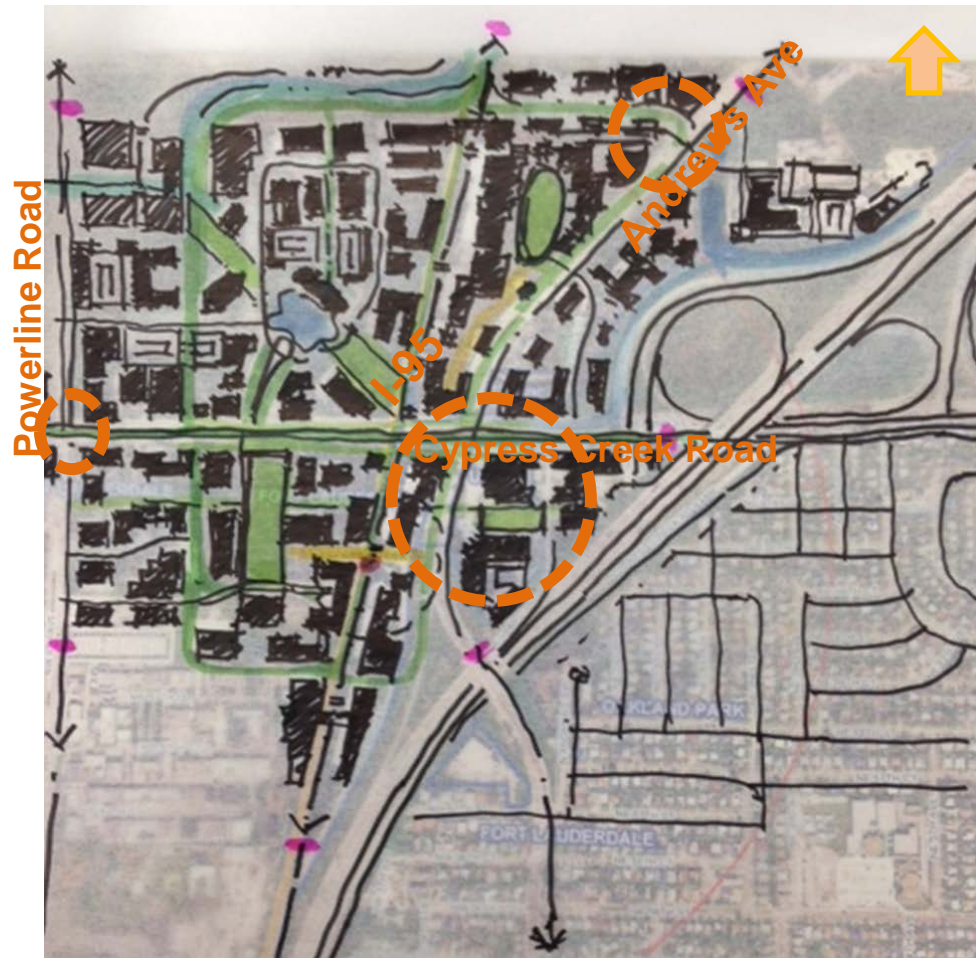 Andrews Ave
Powerline Road
I-95
Cypress Creek Road
OAKLAND PARK
FORT LAUDERDALE